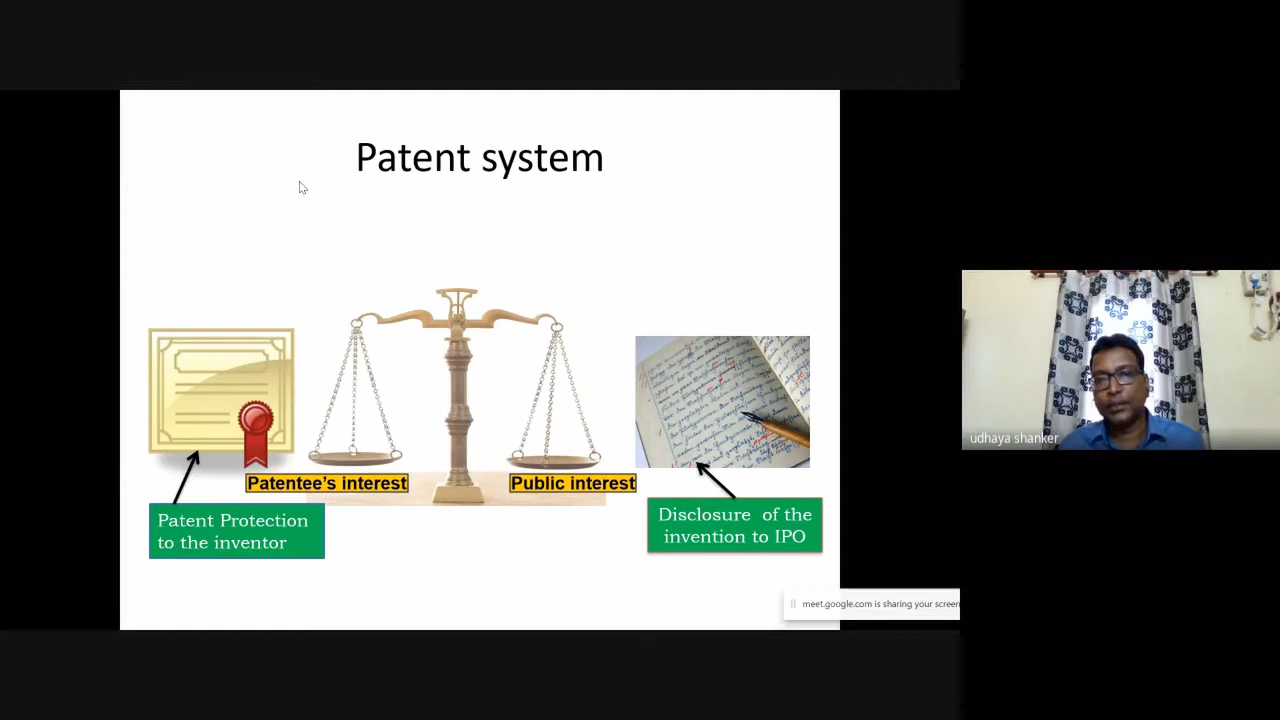 Patent system
Patentee's interest
Public interest
Patent Protection
to the inventor
Disclosure of the
invention to IPO
meet.google.com is sharing your screen
udhaya shanker